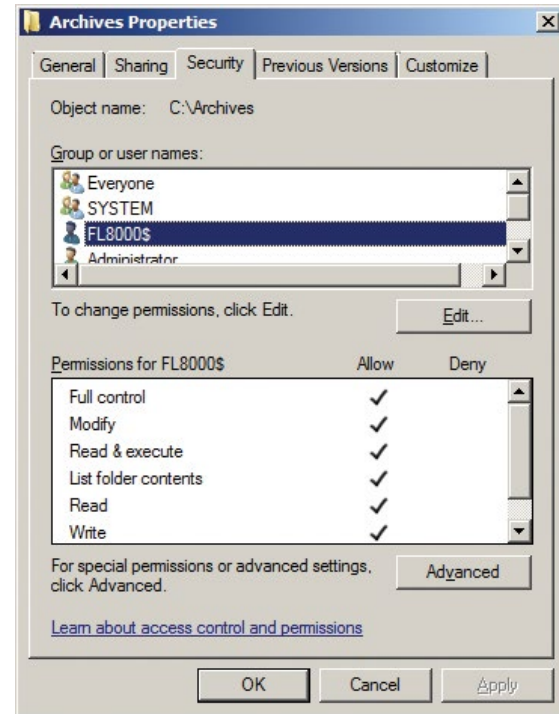 Archives Properties
General Sharing Security Previous Versions Customize
Object name: C:\Archives
Group or user names:
Everyone
SYSTEM
FL8000$
Administrator
To change permissions, click Edit.
Edit...
Permissions for FL8000$ Allow Deny
Full control
Modify
Read & execute
List folder contents
Read
Write
For special permissions or advanced settings,
click Advanced.
Advanced
Learn about access control and permissions
OK Cancel Apply